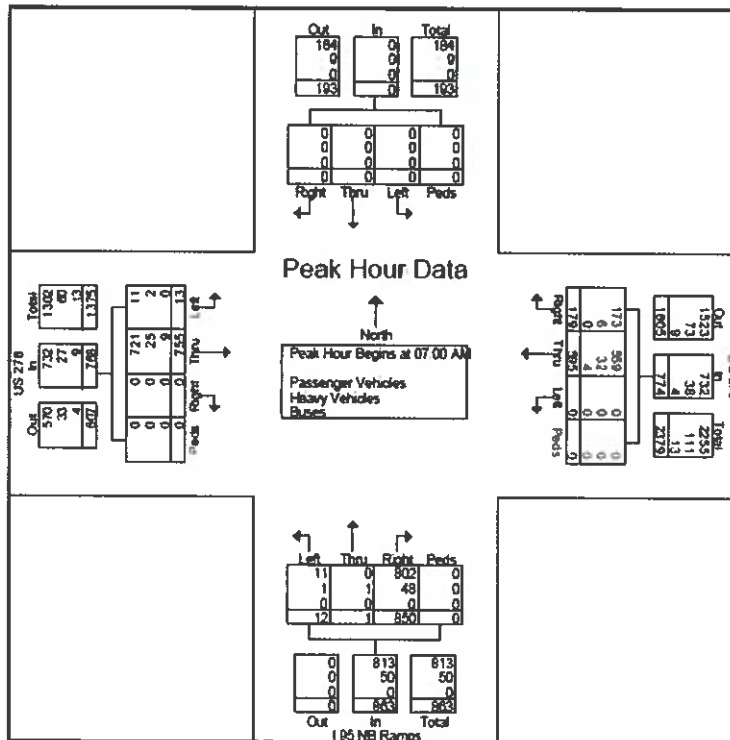 Out In Total
184 0 184
9 0 9
0 0 0
193 0 193
0 0 0 0
0 0 0 0
0 0 0 0
0 0 0 0
Right Thru Left Peds
Peak Hour Data
North
Peak Hour Begins at 07:00 AM
Passenger Vehicles
Heavy Vehicles
Buses
US 278
Total 1302 60 13 1375
In 732 27 9 768
Out 570 33 4 607
Left 11 2 0 13
Thru 721 25 9 755
Right 0 0 0 0
Peds 0 0 0 0
Right 173 6 0 179
Thru 559 32 4 595
Left 0 0 0 0
Peds 0 0 0 0
Out 1523 73 9 1605
In 732 38 4 774
Total 2255 111 13 2379
Left Thru Right Peds
11 0 802 0
1 1 48 0
0 0 0 0
12 1 850 0
0 813 813
0 50 50
0 0 0
0 863 863
Out In Total
I 95 NB Ramps